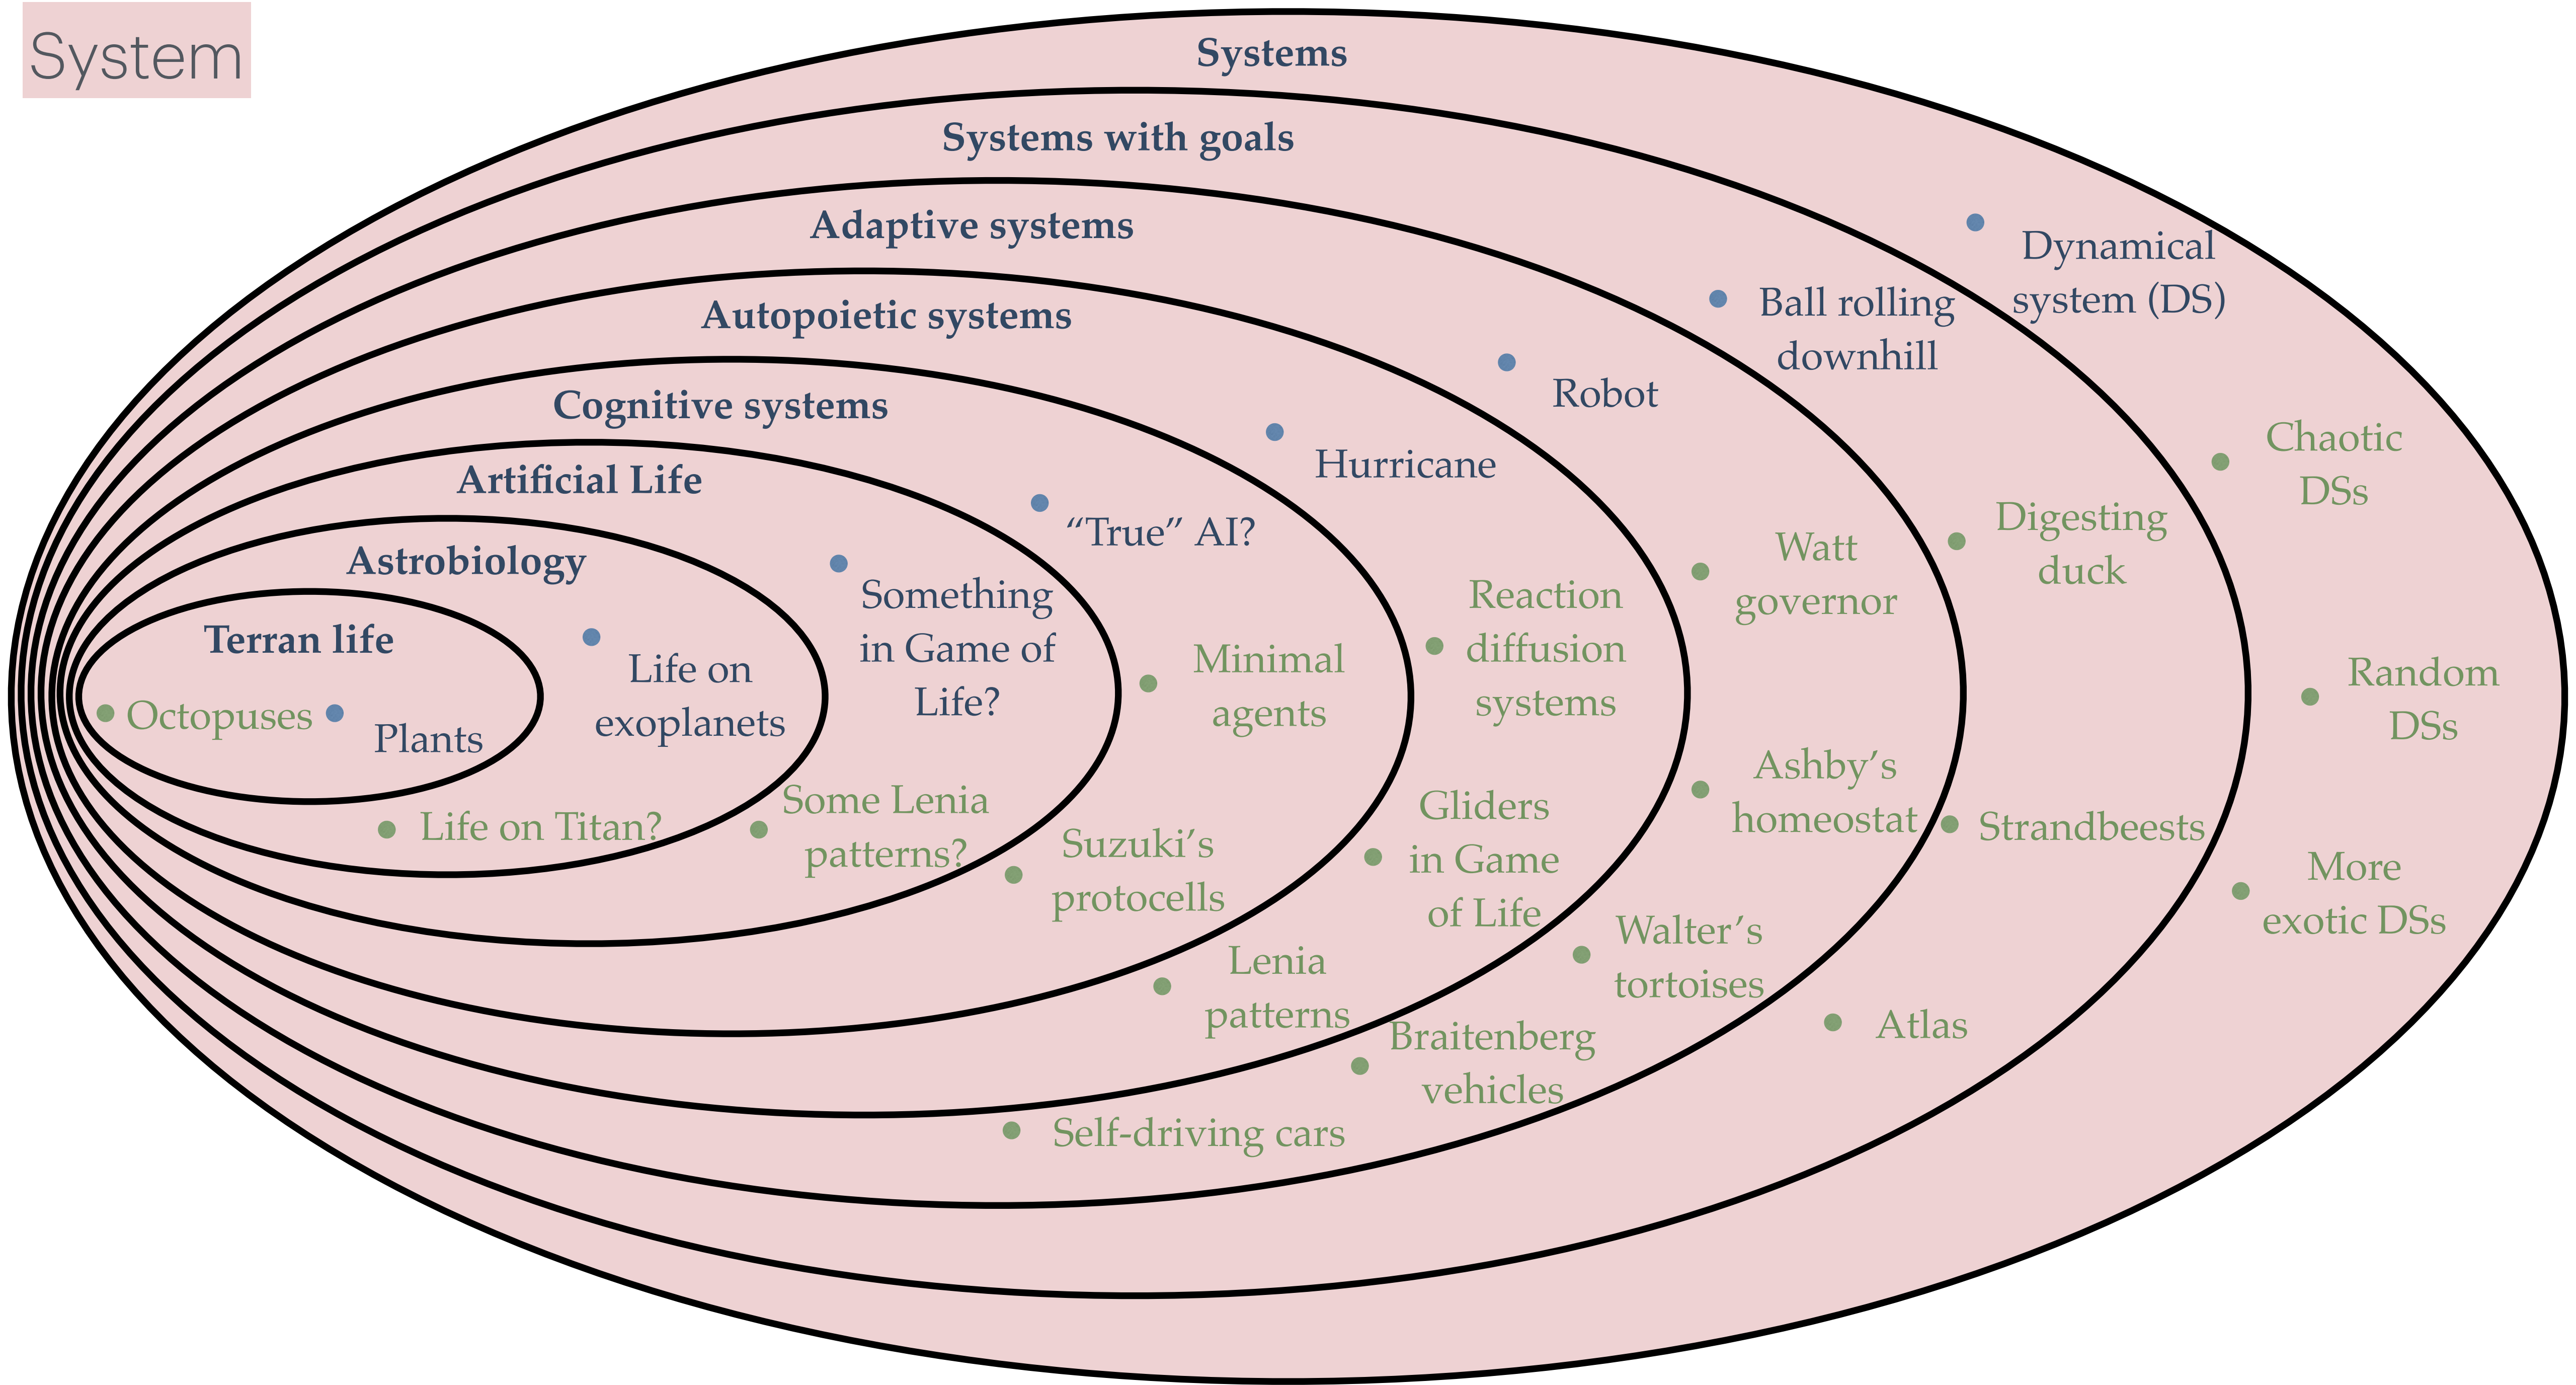 System
Systems
Systems with goals
Adaptive systems
Autopoietic systems
Cognitive systems
Artificial Life
Astrobiology
Terran life
Octopuses
Plants
Life on
exoplanets
Life on Titan?
Something
in Game of
Life?
Some Lenia
patterns?
“True” AI?
Minimal
agents
Suzuki’s
protocells
Hurricane
Reaction
diffusion
systems
Gliders
in Game
of Life
Lenia
patterns
Robot
Watt
governor
Ashby’s
homeostat
Walter’s
tortoises
Braitenberg
vehicles
Self-driving cars
Ball rolling
downhill
Digesting
duck
Strandbeests
Atlas
Dynamical
system (DS)
Chaotic
DSs
Random
DSs
More
exotic DSs